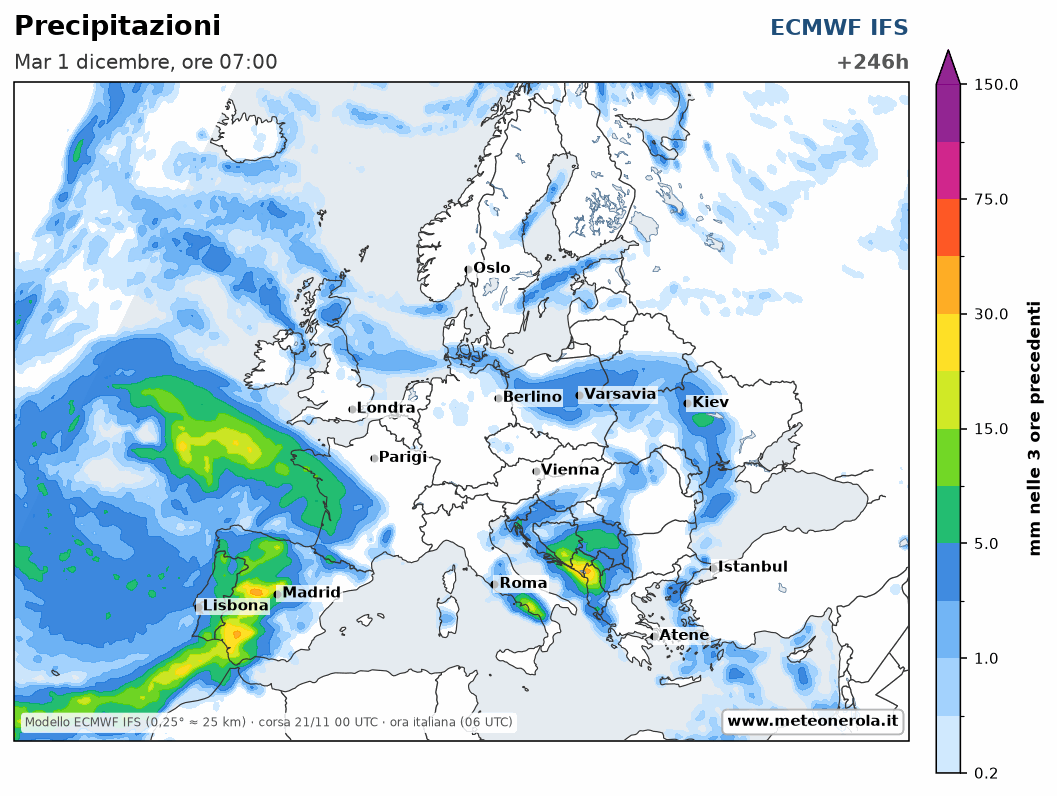 Precipitazioni
ECMWF IFS
Mar 1 dicembre, ore 07:00
+246h
150.0
75.0
30.0
15.0
5.0
1.0
0.2
mm nelle 3 ore precedenti
Oslo
Londra
Berlino
Varsavia
Kiev
Parigi
Vienna
Roma
Istanbul
Madrid
Lisbona
Atene
Modello ECMWF IFS (0,25° ≈ 25 km) · corsa 21/11 00 UTC · ora italiana (06 UTC)
www.meteonerola.it